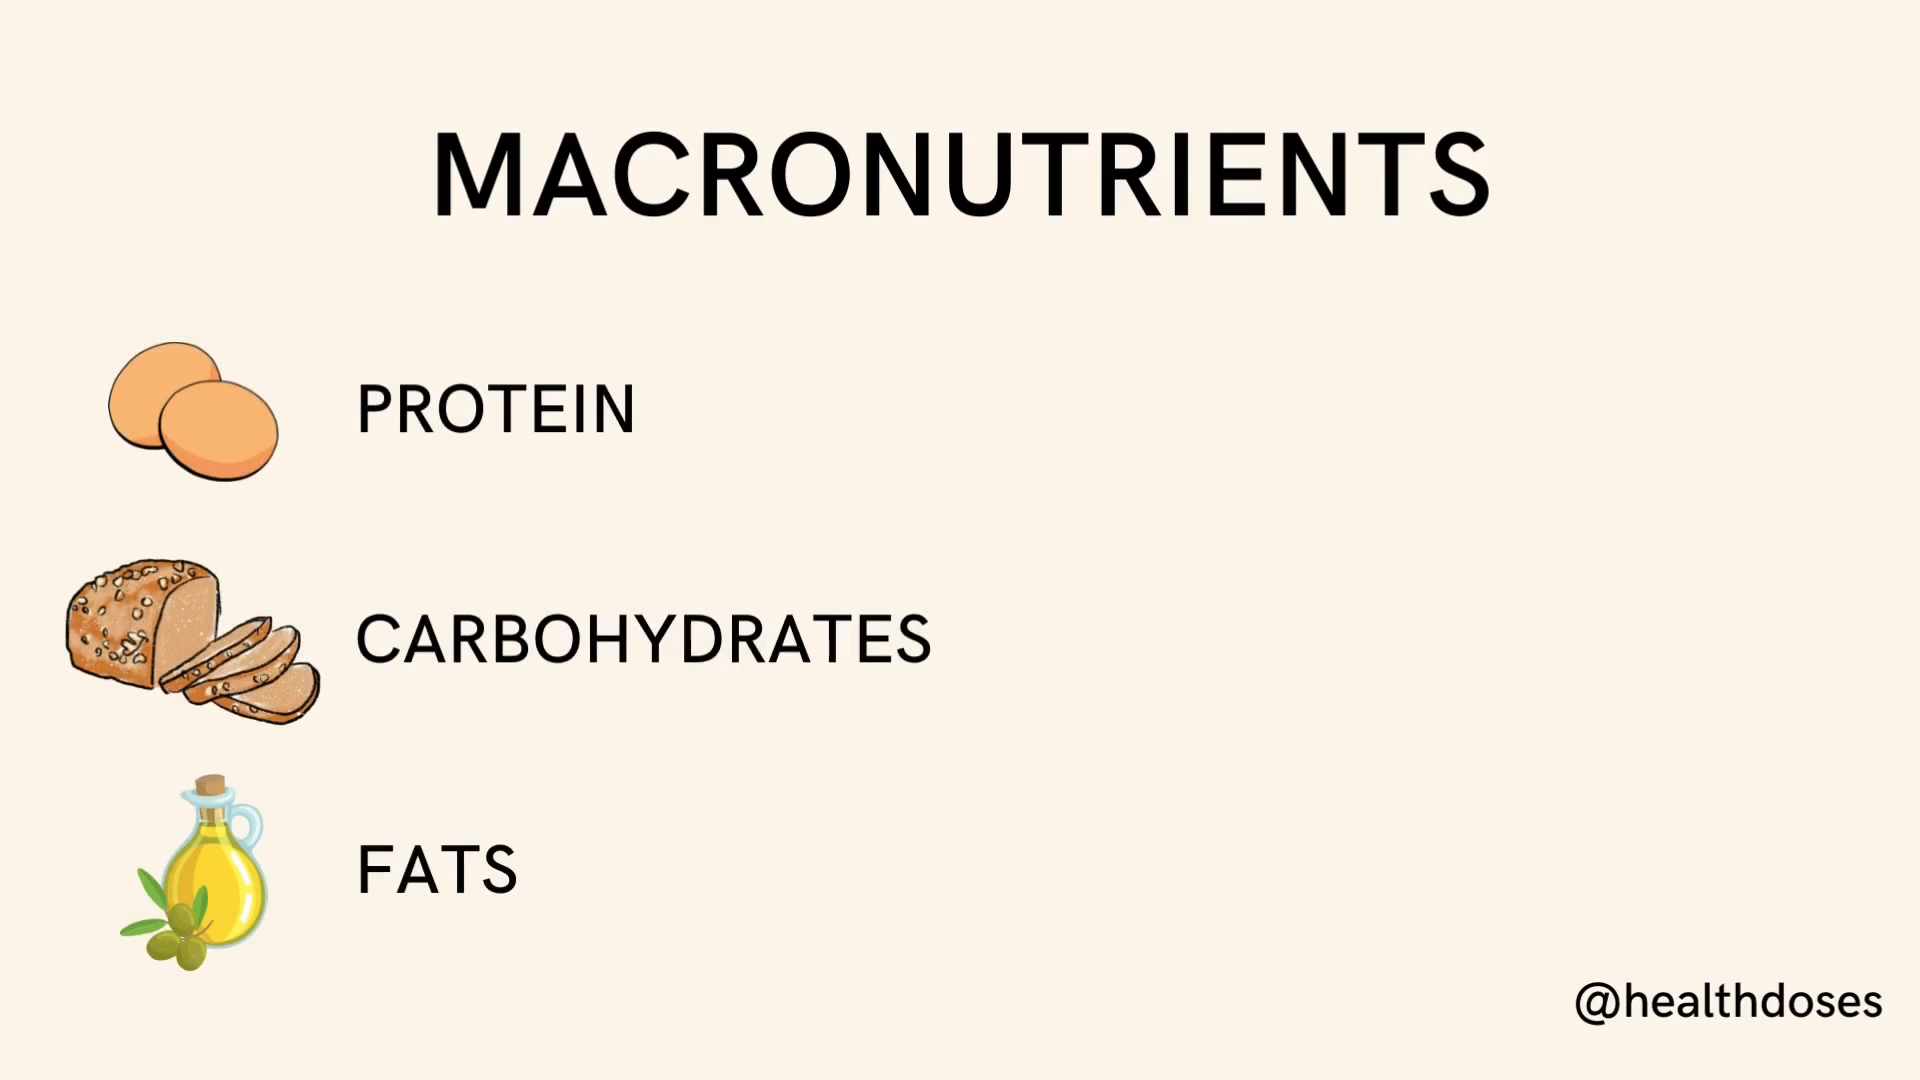 MACRONUTRIENTS
PROTEIN
CARBOHYDRATES
FATS
@healthdoses